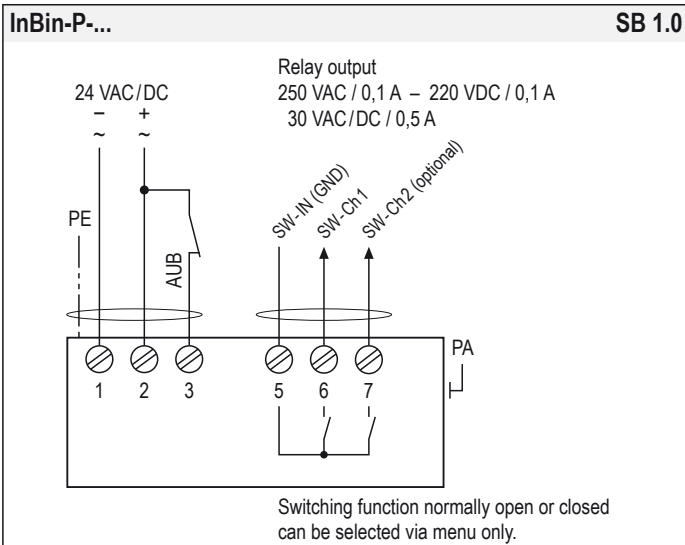 InBin-P-... SB 1.0
Relay output
24 VAC/DC 250 VAC / 0,1 A – 220 VDC / 0,1 A
– + 30 VAC/DC / 0,5 A
~ ~
SW-IN (GND) SW-Ch1 SW-Ch2 (optional)
PE
AUB
PA
1 2 3 5 6 7
Switching function normally open or closed
can be selected via menu only.